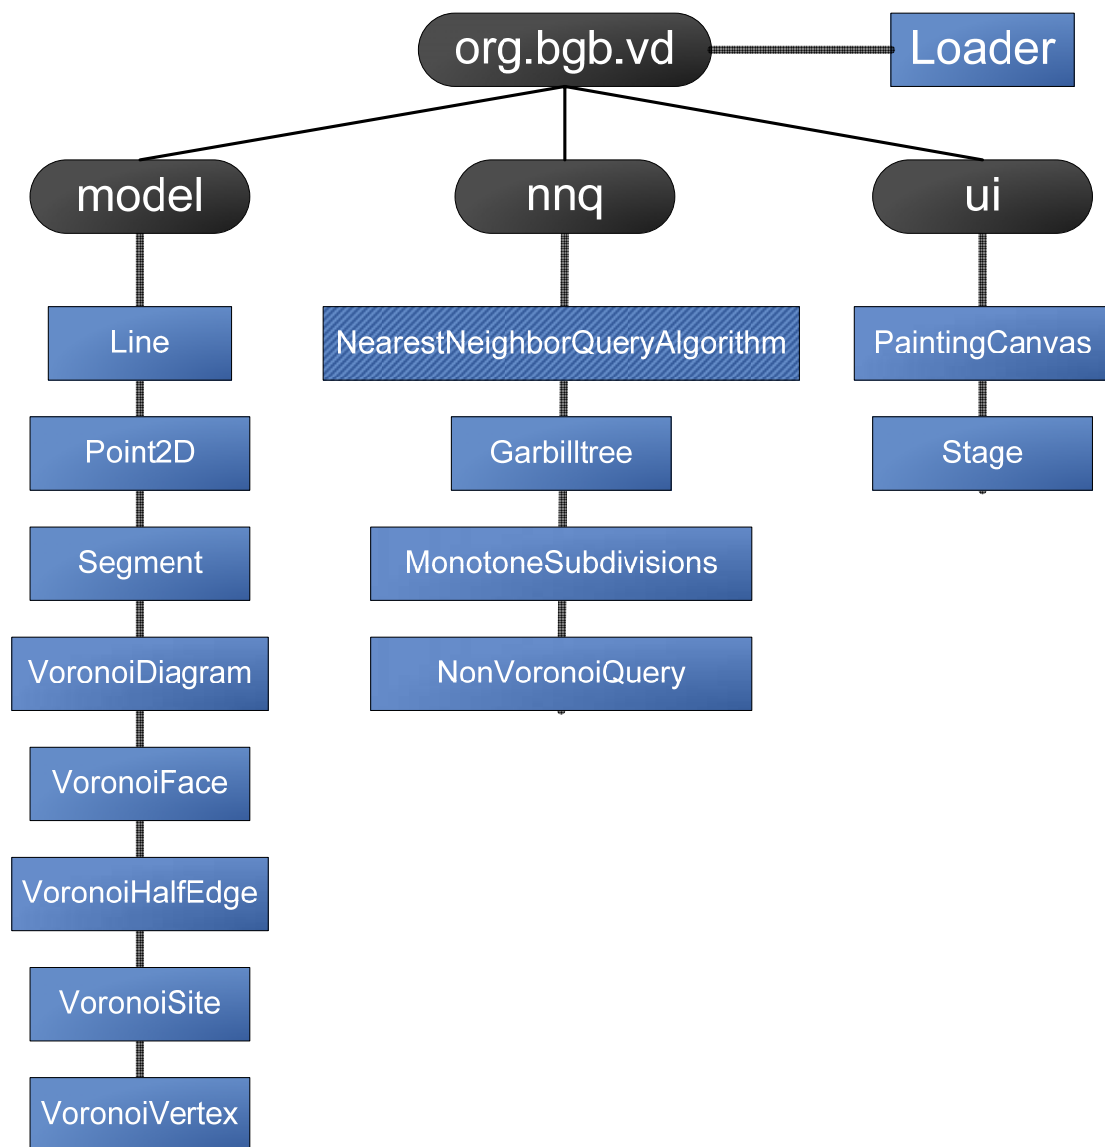 org.bgb.vd
Loader
model
nnq
ui
Line
NearestNeighborQueryAlgorithm
PaintingCanvas
Point2D
Garbilltree
Stage
Segment
MonotoneSubdivisions
VoronoiDiagram
NonVoronoiQuery
VoronoiFace
VoronoiHalfEdge
VoronoiSite
VoronoiVertex